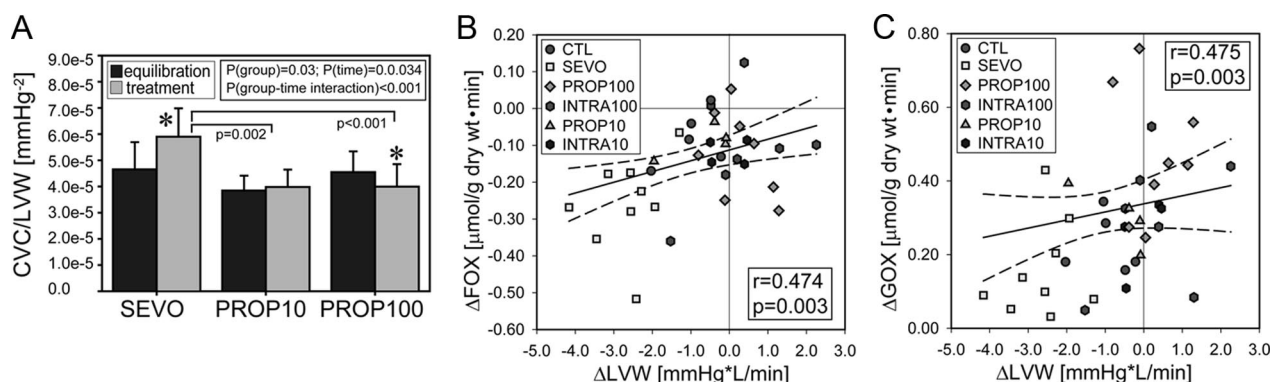 A
CVC/LVW [mmHg-2]
9.0e-5
8.0e-5
7.0e-5
6.0e-5
5.0e-5
4.0e-5
3.0e-5
2.0e-5
1.0e-5
0.0
equilibration
treatment
P(group)=0.03; P(time)=0.0.034
P(group-time interaction)<0.001
*
p=0.002
p<0.001
*
SEVO PROP10 PROP100
B
ΔFOX [µmol/g dry wt•min]
0.20
0.10
0.00
-0.10
-0.20
-0.30
-0.40
-0.50
-0.60
CTL
SEVO
PROP100
INTRA100
PROP10
INTRA10
r=0.474
p=0.003
-5.0 -4.0 -3.0 -2.0 -1.0 0.0 1.0 2.0 3.0
ΔLVW [mmHg*L/min]
C
ΔGOX [µmol/g dry wt•min]
0.80
0.60
0.40
0.20
0.00
CTL
SEVO
PROP100
INTRA100
PROP10
INTRA10
r=0.475
p=0.003
-5.0 -4.0 -3.0 -2.0 -1.0 0.0 1.0 2.0 3.0
ΔLVW [mmHg*L/min]